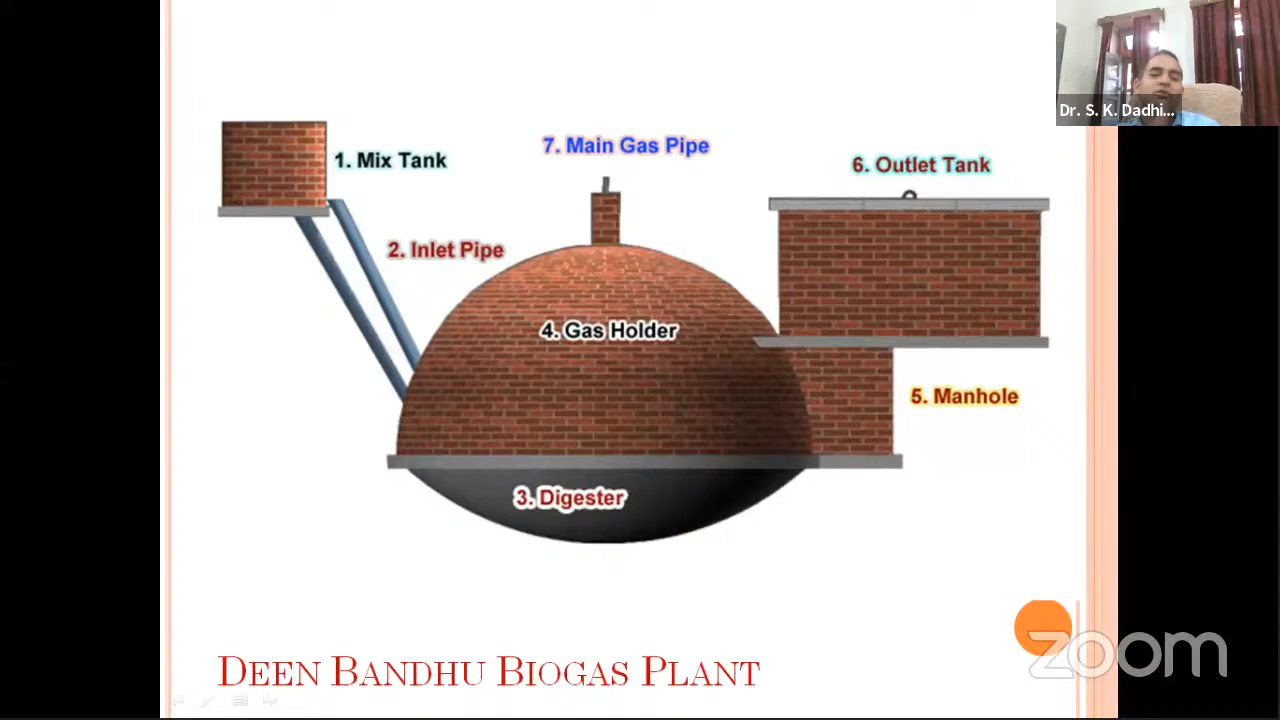 Dr. S. K. Dadhi...
7. Main Gas Pipe
1. Mix Tank
6. Outlet Tank
2. Inlet Pipe
4. Gas Holder
5. Manhole
3. Digester
DEEN BANDHU BIOGAS PLANT
zoom